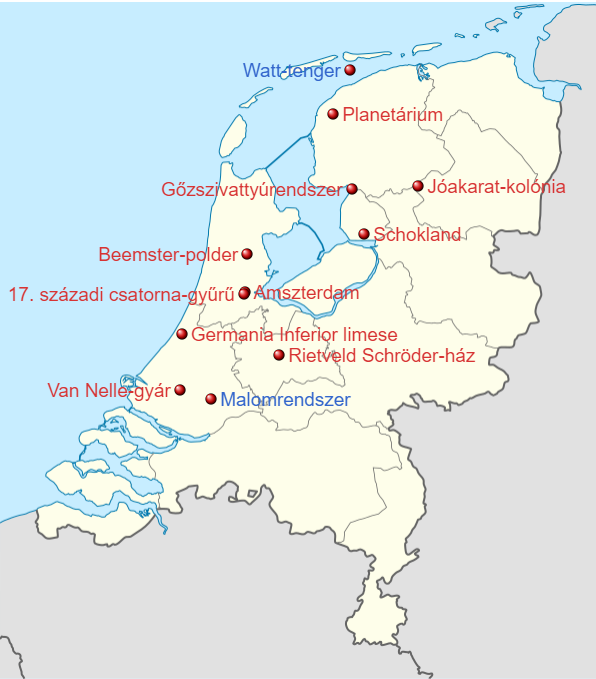 Watt-tenger
Planetárium
Gőzszivattyúrendszer
Jóakarat-kolónia
Schokland
Beemster-polder
17. századi csatorna-gyűrű
Amszterdam
Germania Inferior limese
Rietveld Schröder-ház
Van Nelle-gyár
Malomrendszer